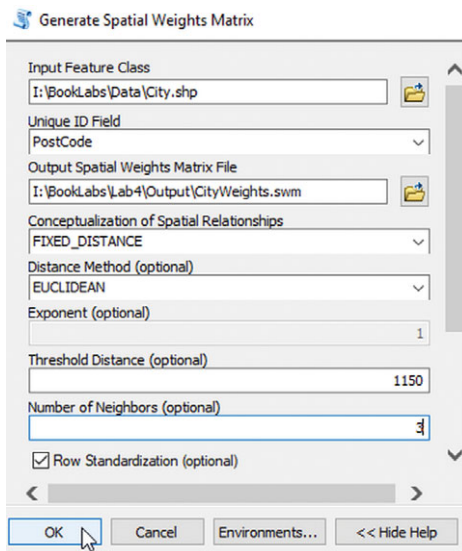 Generate Spatial Weights Matrix
Input Feature Class
I:\BookLabs\Data\City.shp
Unique ID Field
PostCode
Output Spatial Weights Matrix File
I:\BookLabs\Lab4\Output\CityWeights.swm
Conceptualization of Spatial Relationships
FIXED_DISTANCE
Distance Method (optional)
EUCLIDEAN
Exponent (optional)
1
Threshold Distance (optional)
1150
Number of Neighbors (optional)
3
Row Standardization (optional)
OK Cancel Environments... << Hide Help